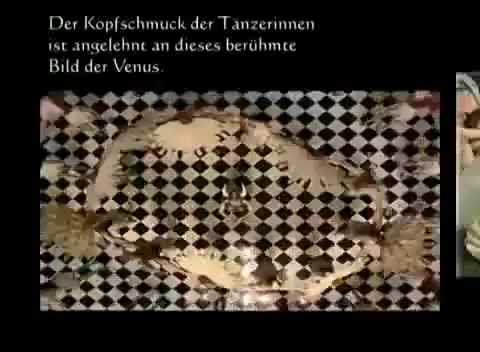 Der Kopfschmuck der Tänzerinnen
ist angelehnt an dieses berühmte
Bild der Venus.